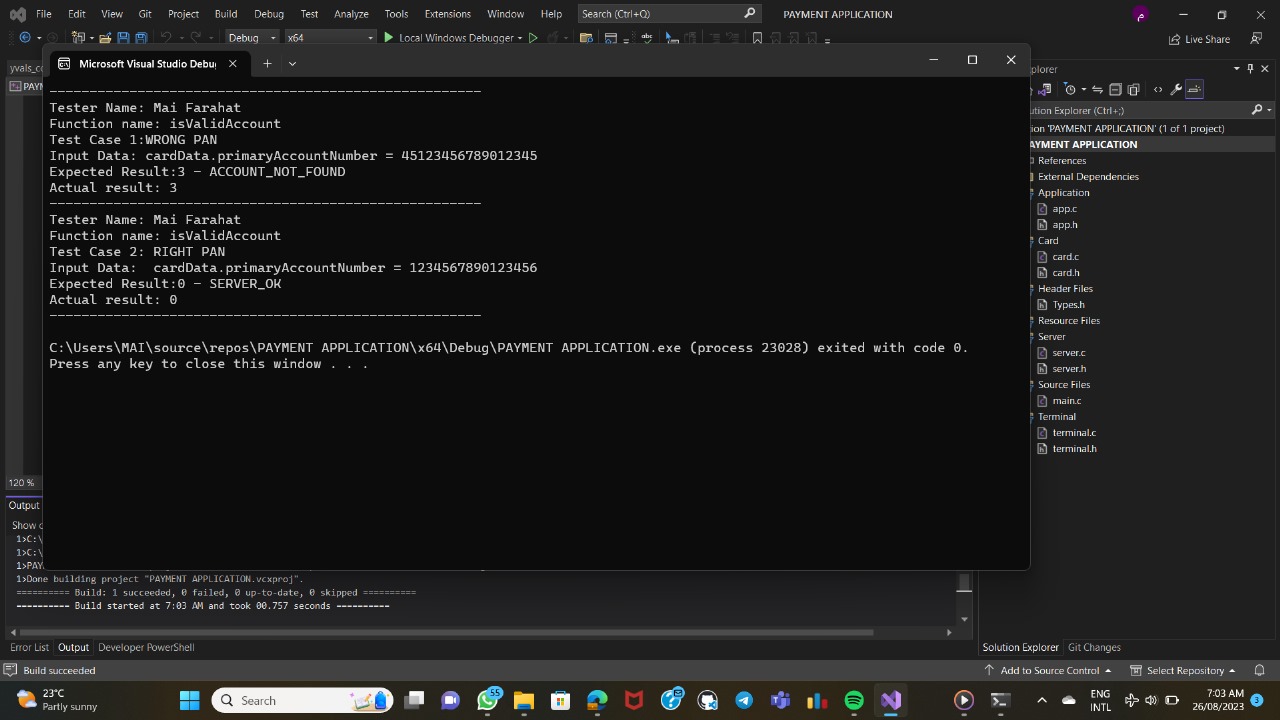 File Edit View Git Project Build Debug Test Analyze Tools Extensions Window Help Search (Ctrl+Q) PAYMENT APPLICATION م
Debug x64 Local Windows Debugger Live Share
Microsoft Visual Studio Debu
Solution Explorer (Ctrl+;)
Tester Name: Mai Farahat
Function name: isValidAccount
Test Case 1:WRONG PAN
Input Data: cardData.primaryAccountNumber = 45123456789012345
Expected Result:3 - ACCOUNT_NOT_FOUND
Actual result: 3
Tester Name: Mai Farahat
Function name: isValidAccount
Test Case 2: RIGHT PAN
Input Data:  cardData.primaryAccountNumber = 1234567890123456
Expected Result:0 - SERVER_OK
Actual result: 0
C:\Users\MAI\source\repos\PAYMENT APPLICATION\x64\Debug\PAYMENT APPLICATION.exe (process 23028) exited with code 0.
Press any key to close this window . . .
'PAYMENT APPLICATION' (1 of 1 project)
AYMENT APPLICATION
References
External Dependencies
Application
app.c
app.h
Card
card.c
card.h
Header Files
Types.h
Resource Files
Server
server.c
server.h
Source Files
main.c
Terminal
terminal.c
terminal.h
120 %
Output
1>C:\
1>C:\
1>PAY
1>Done building project "PAYMENT APPLICATION.vcxproj".
========== Build: 1 succeeded, 0 failed, 0 up-to-date, 0 skipped ==========
========== Build started at 7:03 AM and took 00.757 seconds ==========
Error List Output Developer PowerShell
Solution Explorer Git Changes
Build succeeded Add to Source Control Select Repository
23°C
Partly sunny
Search
55
ENG
INTL
7:03 AM
26/08/2023
3